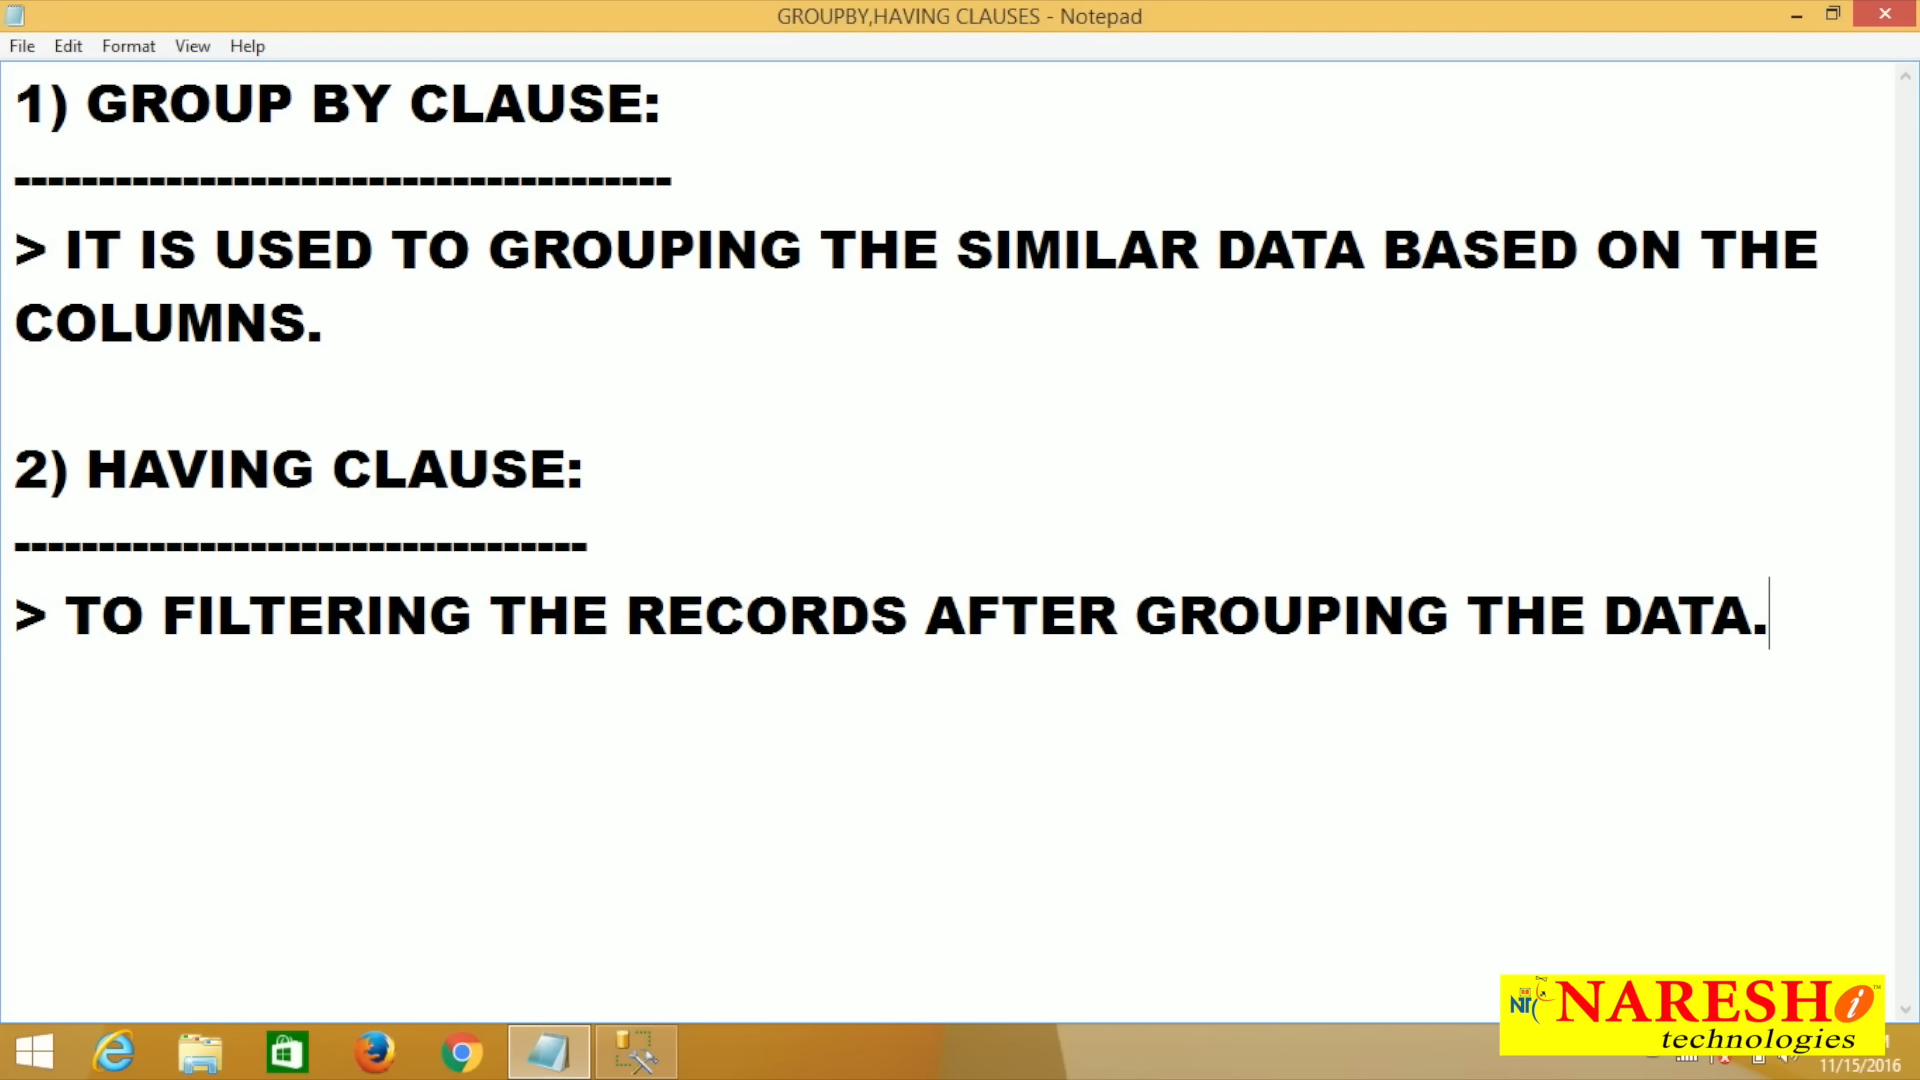 GROUPBY,HAVING CLAUSES - Notepad
File Edit Format View Help
1) GROUP BY CLAUSE:
---------------------------------------
> IT IS USED TO GROUPING THE SIMILAR DATA BASED ON THE
COLUMNS.
2) HAVING CLAUSE:
----------------------------------
> TO FILTERING THE RECORDS AFTER GROUPING THE DATA.
NARESH i ™
technologies
11/15/2016